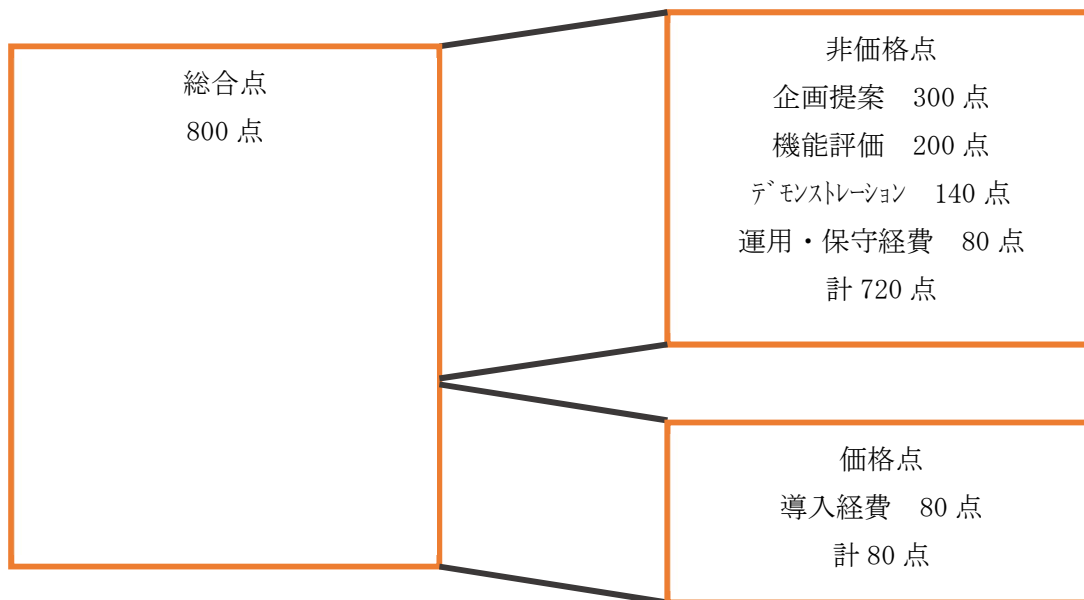 総合点
800 点
非価格点
企画提案　300 点
機能評価　200 点
ﾃﾞﾓﾝｽﾄﾚｰｼｮﾝ　140 点
運用・保守経費　80 点
計 720 点
価格点
導入経費　80 点
計 80 点